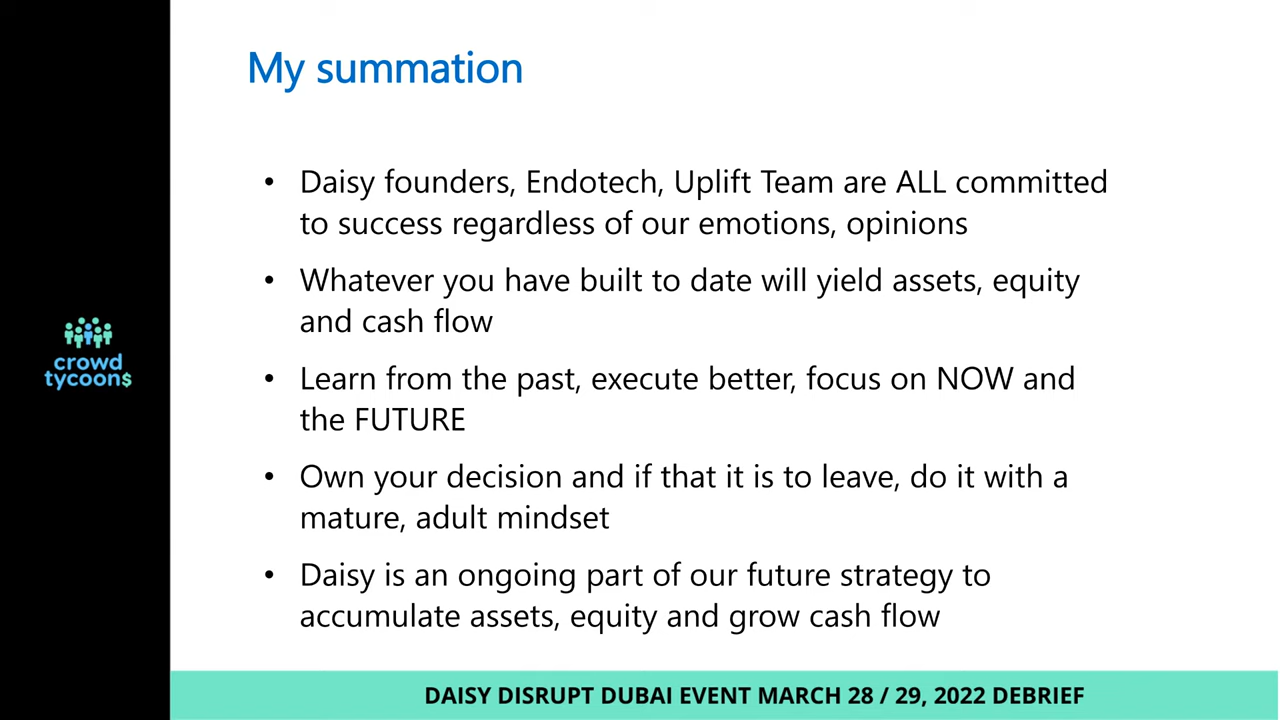 My summation
• Daisy founders, Endotech, Uplift Team are ALL committed
to success regardless of our emotions, opinions
• Whatever you have built to date will yield assets, equity
and cash flow
• Learn from the past, execute better, focus on NOW and
the FUTURE
• Own your decision and if that it is to leave, do it with a
mature, adult mindset
• Daisy is an ongoing part of our future strategy to
accumulate assets, equity and grow cash flow
crowd
tycoon$
DAISY DISRUPT DUBAI EVENT MARCH 28 / 29, 2022 DEBRIEF